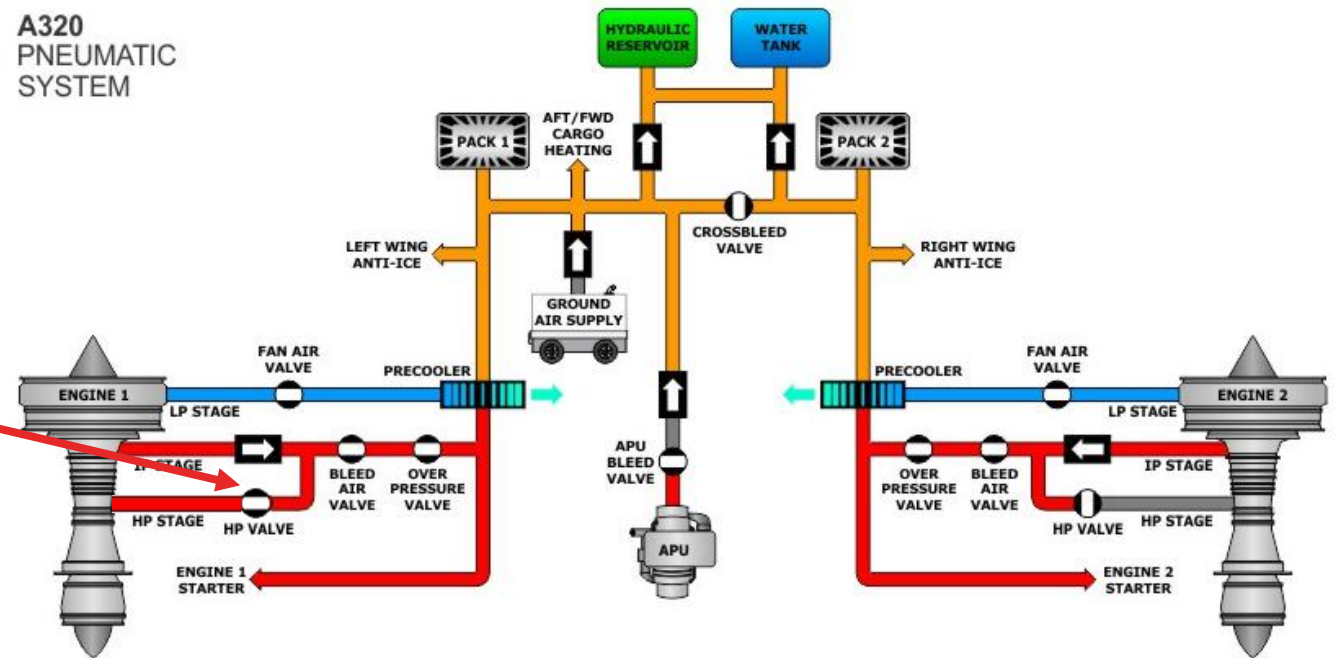 A320
PNEUMATIC
SYSTEM
HYDRAULIC
RESERVOIR
WATER
TANK
PACK 1
AFT/FWD
CARGO
HEATING
PACK 2
CROSSBLEED
VALVE
LEFT WING
ANTI-ICE
RIGHT WING
ANTI-ICE
GROUND
AIR SUPPLY
ENGINE 1
FAN AIR
VALVE
PRECOOLER
LP STAGE
PRECOOLER
FAN AIR
VALVE
ENGINE 2
LP STAGE
IP STAGE
BLEED
AIR
VALVE
OVER
PRESSURE
VALVE
HP STAGE
HP VALVE
APU
BLEED
VALVE
OVER
PRESSURE
VALVE
BLEED
AIR
VALVE
IP STAGE
HP VALVE
HP STAGE
APU
ENGINE 1
STARTER
ENGINE 2
STARTER